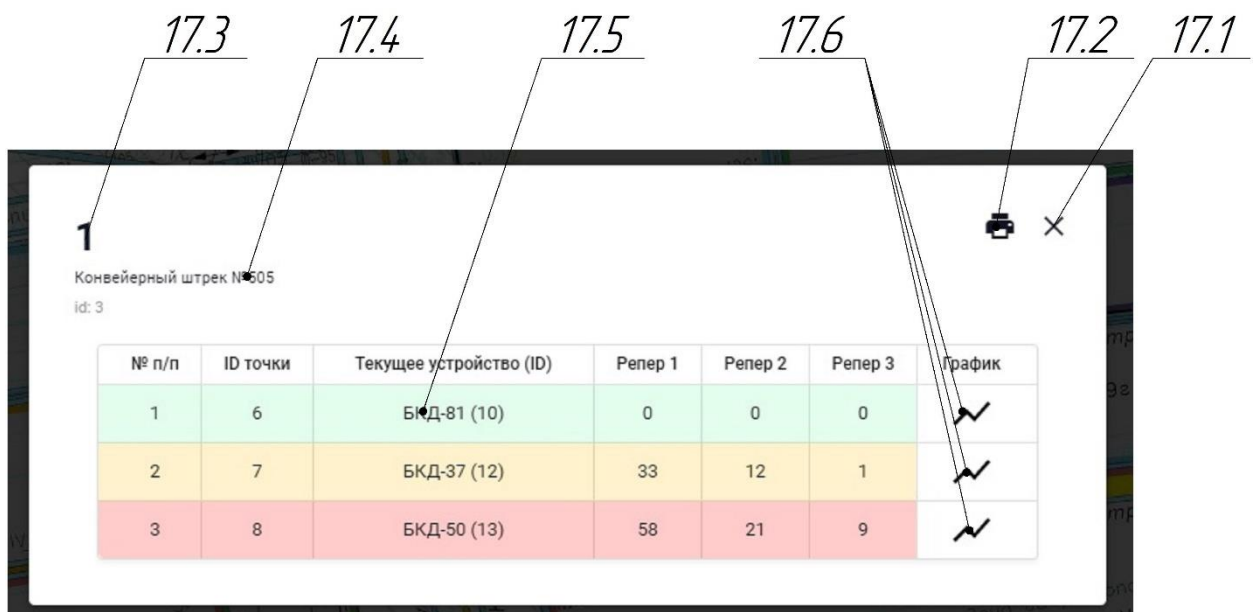 17.3 17.4 17.5 17.6 17.2 17.1
1
Конвейерный штрек №605
id: 3
№ п/п ID точки Текущее устройство (ID) Репер 1 Репер 2 Репер 3 График
1 6 БКД-81 (10) 0 0 0
2 7 БКД-37 (12) 33 12 1
3 8 БКД-50 (13) 58 21 9